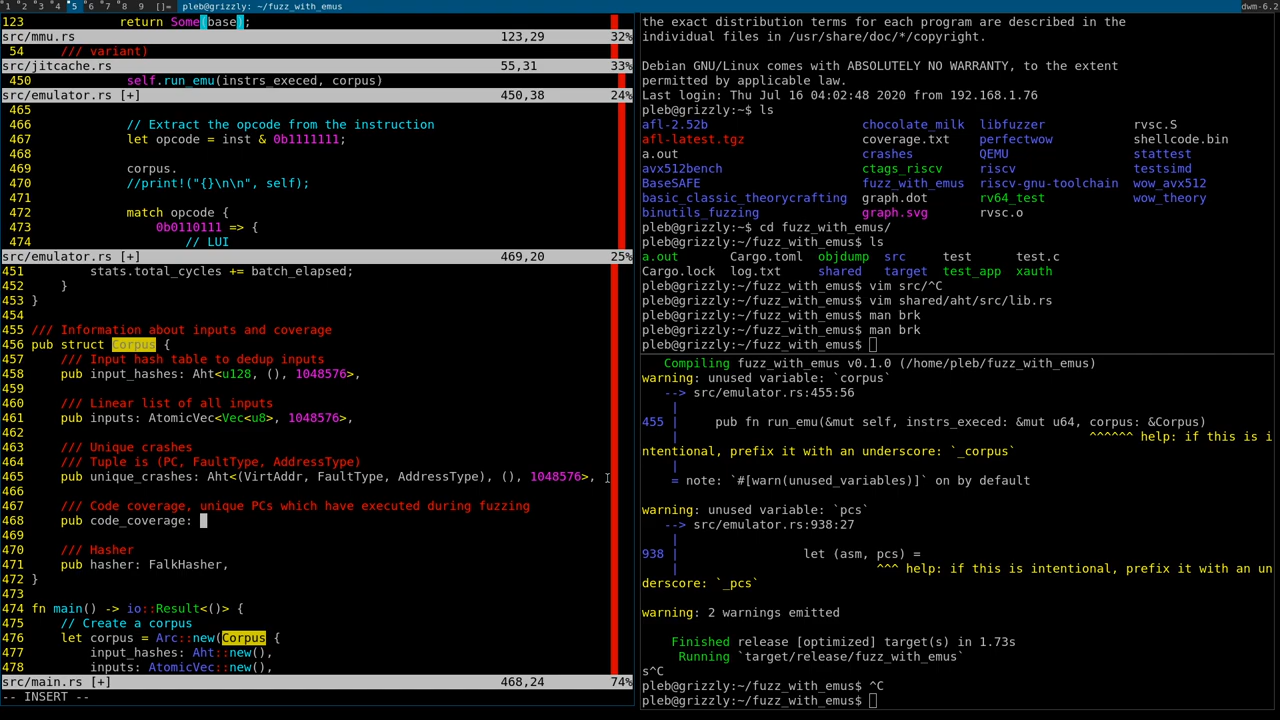 1 2 3 4 5 6 7 8 9 []= pleb@grizzly: ~/fuzz_with_emus dwm-6.2
123             return Some(base);
src/mmu.rs 123,29 32%
54     /// variant)
src/jitcache.rs 55,31 33%
450             self.run_emu(instrs_execed, corpus)
src/emulator.rs [+] 450,38 24%
465
466             // Extract the opcode from the instruction
467             let opcode = inst & 0b1111111;
468
469             corpus.
470             //print!("{}\n\n", self);
471
472             match opcode {
473                 0b0110111 => {
474                     // LUI
src/emulator.rs [+] 469,20 25%
451         stats.total_cycles += batch_elapsed;
452     }
453 }
454
455 /// Information about inputs and coverage
456 pub struct Corpus {
457     /// Input hash table to dedup inputs
458     pub input_hashes: Aht<u128, (), 1048576>,
459
460     /// Linear list of all inputs
461     pub inputs: AtomicVec<Vec<u8>, 1048576>,
462
463     /// Unique crashes
464     /// Tuple is (PC, FaultType, AddressType)
465     pub unique_crashes: Aht<(VirtAddr, FaultType, AddressType), (), 1048576>,
466
467     /// Code coverage, unique PCs which have executed during fuzzing
468     pub code_coverage:
469
470     /// Hasher
471     pub hasher: FalkHasher,
472 }
473
474 fn main() -> io::Result<()> {
475     // Create a corpus
476     let corpus = Arc::new(Corpus {
477         input_hashes: Aht::new(),
478         inputs: AtomicVec::new(),
src/main.rs [+] 468,24 74%
-- INSERT --
the exact distribution terms for each program are described in the
individual files in /usr/share/doc/*/copyright.

Debian GNU/Linux comes with ABSOLUTELY NO WARRANTY, to the extent
permitted by applicable law.
Last login: Thu Jul 16 04:02:48 2020 from 192.168.1.76
pleb@grizzly:~$ ls
afl-2.52b chocolate_milk libfuzzer rvsc.S
afl-latest.tgz coverage.txt perfectwow shellcode.bin
a.out crashes QEMU stattest
avx512bench ctags_riscv riscv testsimd
BaseSAFE fuzz_with_emus riscv-gnu-toolchain wow_avx512
basic_classic_theorycrafting graph.dot rv64_test wow_theory
binutils_fuzzing graph.svg rvsc.o
pleb@grizzly:~$ cd fuzz_with_emus/
pleb@grizzly:~/fuzz_with_emus$ ls
a.out Cargo.toml objdump src test test.c
Cargo.lock log.txt shared target test_app xauth
pleb@grizzly:~/fuzz_with_emus$ vim src/^C
pleb@grizzly:~/fuzz_with_emus$ vim shared/aht/src/lib.rs
pleb@grizzly:~/fuzz_with_emus$ man brk
pleb@grizzly:~/fuzz_with_emus$ man brk
pleb@grizzly:~/fuzz_with_emus$
Compiling fuzz_with_emus v0.1.0 (/home/pleb/fuzz_with_emus)
warning: unused variable: `corpus`
--> src/emulator.rs:455:56
|
455 |     pub fn run_emu(&mut self, instrs_execed: &mut u64, corpus: &Corpus)
| ^^^^^^ help: if this is i
ntentional, prefix it with an underscore: `_corpus`
|
= note: `#[warn(unused_variables)]` on by default

warning: unused variable: `pcs`
--> src/emulator.rs:938:27
|
938 |             let (asm, pcs) =
| ^^^ help: if this is intentional, prefix it with an un
derscore: `_pcs`

warning: 2 warnings emitted

Finished release [optimized] target(s) in 1.73s
Running `target/release/fuzz_with_emus`
s^C
pleb@grizzly:~/fuzz_with_emus$ ^C
pleb@grizzly:~/fuzz_with_emus$